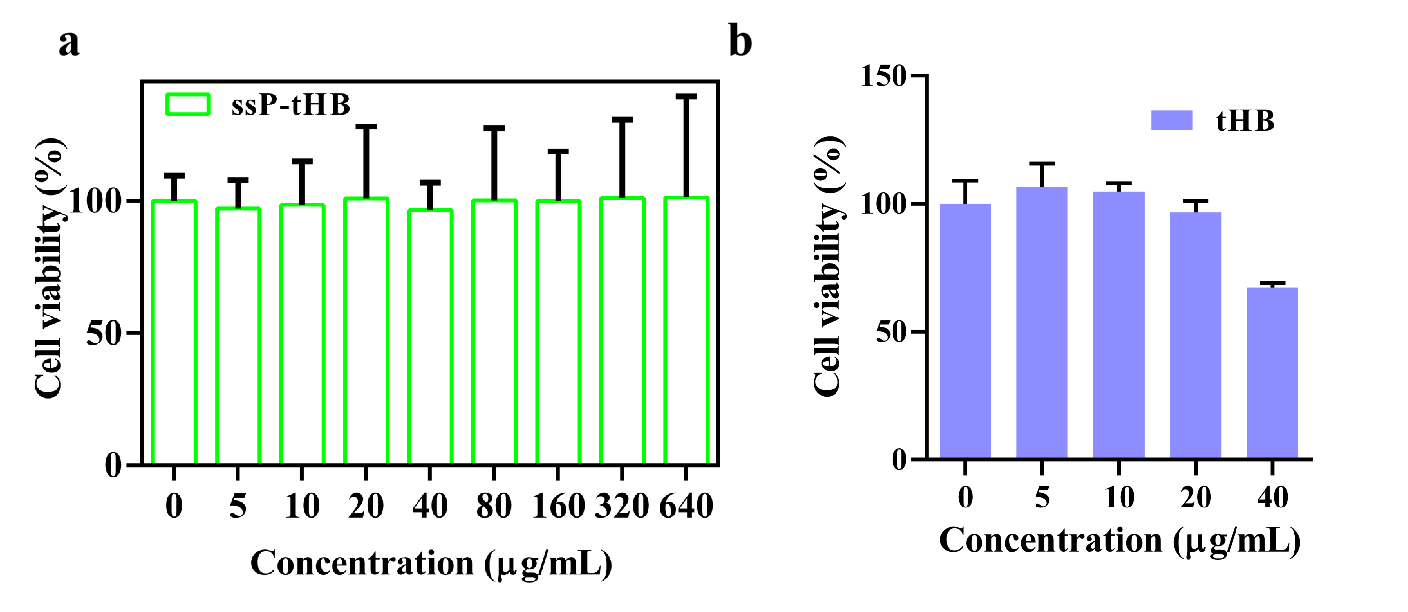 a
ssP-tHB
Cell viability (%)
100
50
0
0 5 10 20 40 80 160 320 640
Concentration (μg/mL)
b
tHB
Cell viability (%)
150
100
50
0
0 5 10 20 40
Concentration (μg/mL)